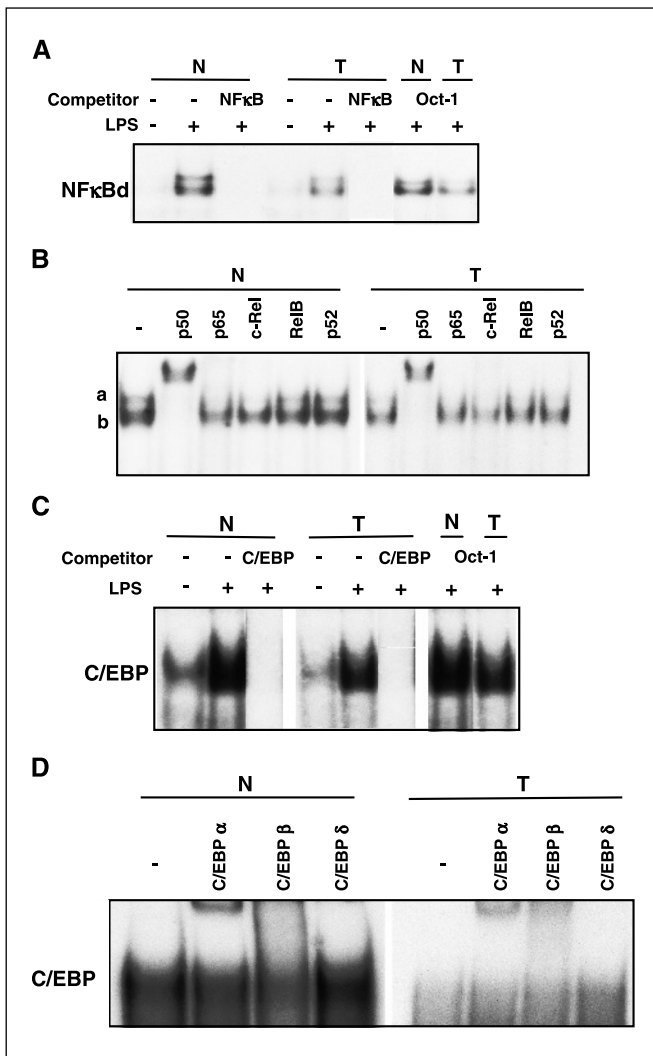 A
N T N T
Competitor - - NFκB - - NFκB Oct-1
LPS - + + - + + + +
NFκBd
B
N T
- p50 p65 c-Rel RelB p52 - p50 p65 c-Rel RelB p52
a
b
C
N T N T
Competitor - - C/EBP - - C/EBP Oct-1
LPS - + + - + + + +
C/EBP
D
N T
- C/EBP α C/EBP β C/EBP δ - C/EBP α C/EBP β C/EBP δ
C/EBP